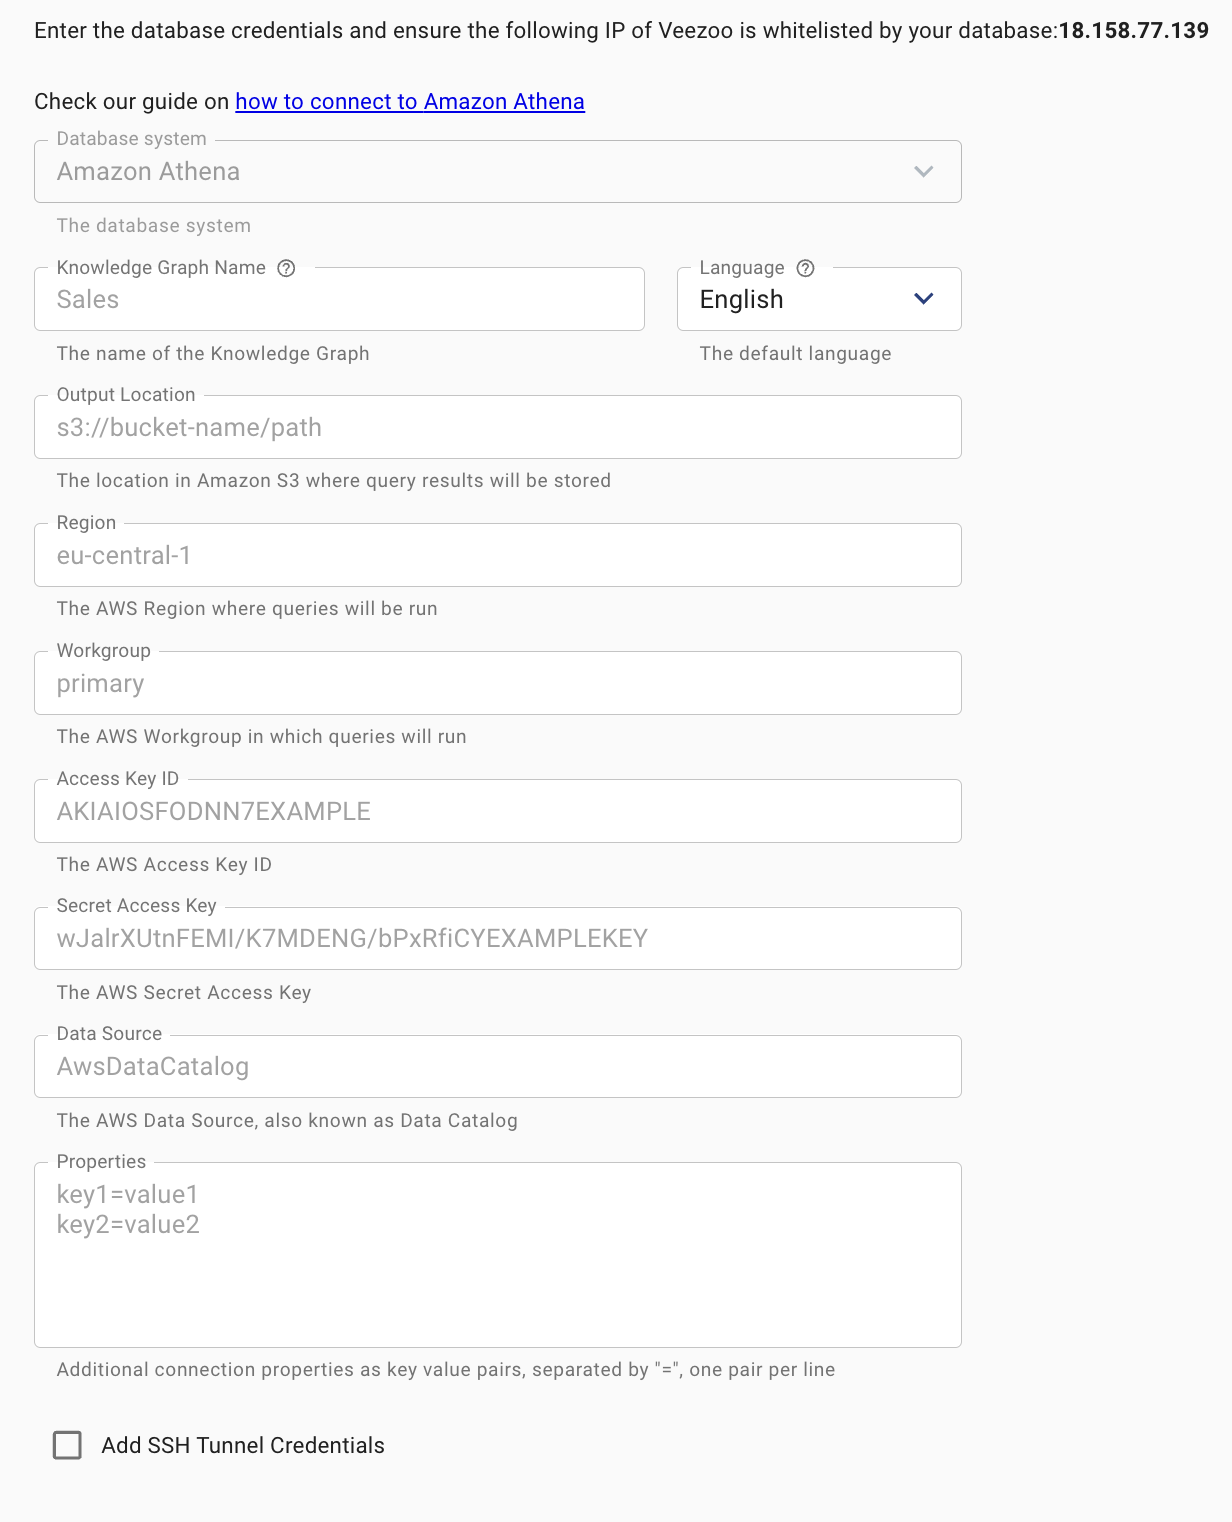 Enter the database credentials and ensure the following IP of Veezoo is whitelisted by your database:18.158.77.139
Check our guide on how to connect to Amazon Athena
Database system
Amazon Athena
The database system
Knowledge Graph Name
Sales
The name of the Knowledge Graph
Language
English
The default language
Output Location
s3://bucket-name/path
The location in Amazon S3 where query results will be stored
Region
eu-central-1
The AWS Region where queries will be run
Workgroup
primary
The AWS Workgroup in which queries will run
Access Key ID
AKIAIOSFODNN7EXAMPLE
The AWS Access Key ID
Secret Access Key
wJalrXUtnFEMI/K7MDENG/bPxRfiCYEXAMPLEKEY
The AWS Secret Access Key
Data Source
AwsDataCatalog
The AWS Data Source, also known as Data Catalog
Properties
key1=value1
key2=value2
Additional connection properties as key value pairs, separated by "=", one pair per line
Add SSH Tunnel Credentials